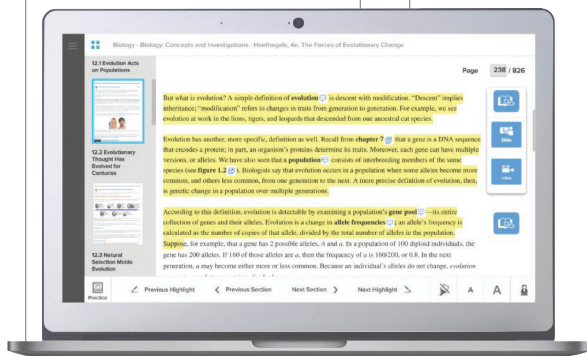 Biology - Biology: Concepts and Investigations - Hoefnagels, 4e, The Forces of Evolutionary Change
12.1 Evolution Acts
on Populations
12.2 Evolutionary
Thought Has
Evolved for
Centuries
12.3 Natural
Selection Molds
Evolution
Page 238 / 826
But what is evolution? A simple definition of evolution is descent with modification. "Descent" implies
inheritance; "modification" refers to changes in traits from generation to generation. For example, we see
evolution at work in the lions, tigers, and leopards that descended from one ancestral cat species.
Evolution has another, more specific, definition as well. Recall from chapter 7 that a gene is a DNA sequence
that encodes a protein; in part, an organism's proteins determine its traits. Moreover, each gene can have multiple
versions, or alleles. We have also seen that a population consists of interbreeding members of the same
species (see figure 1.2). Biologists say that evolution occurs in a population when some alleles become more
common, and others less common, from one generation to the next. A more precise definition of evolution, then,
is genetic change in a population over multiple generations.
According to this definition, evolution is detectable by examining a population's gene pool—its entire
collection of genes and their alleles. Evolution is a change in allele frequencies; an allele's frequency is
calculated as the number of copies of that allele, divided by the total number of alleles in the population.
Suppose, for example, that a gene has 2 possible alleles, A and a. In a population of 100 diploid individuals, the
gene has 200 alleles. If 160 of those alleles are a, then the frequency of a is 160/200, or 0.8. In the next
generation, a may become either more or less common. Because an individual's alleles do not change, evolution
Slide
Practice
Previous Highlight
Previous Section
Next Section
Next Highlight
A
A